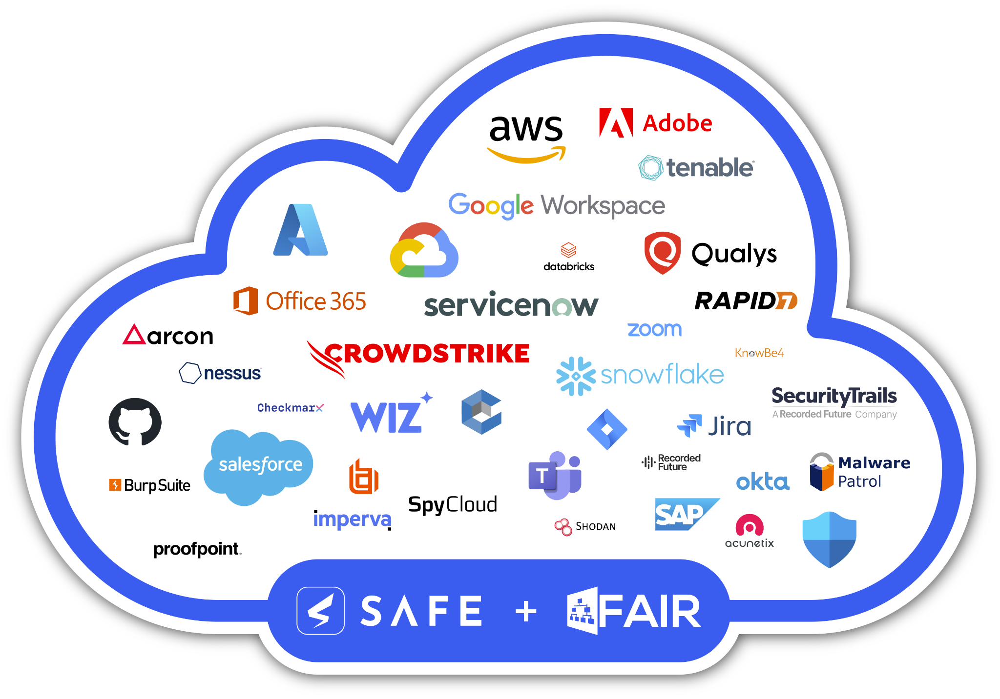 aws
Adobe
tenable
Google Workspace
databricks
Qualys
Office 365
servicenow
RAPID7
arcon
zoom
CROWDSTRIKE
KnowBe4
nessus
snowflake
SecurityTrails
A Recorded Future Company
Checkmarx
WIZ
Jira
salesforce
Recorded
Future
Malware
Patrol
BurpSuite
T
okta
SpyCloud
imperva
SAP
SHODAN
acunetix
proofpoint
SAFE + FAIR